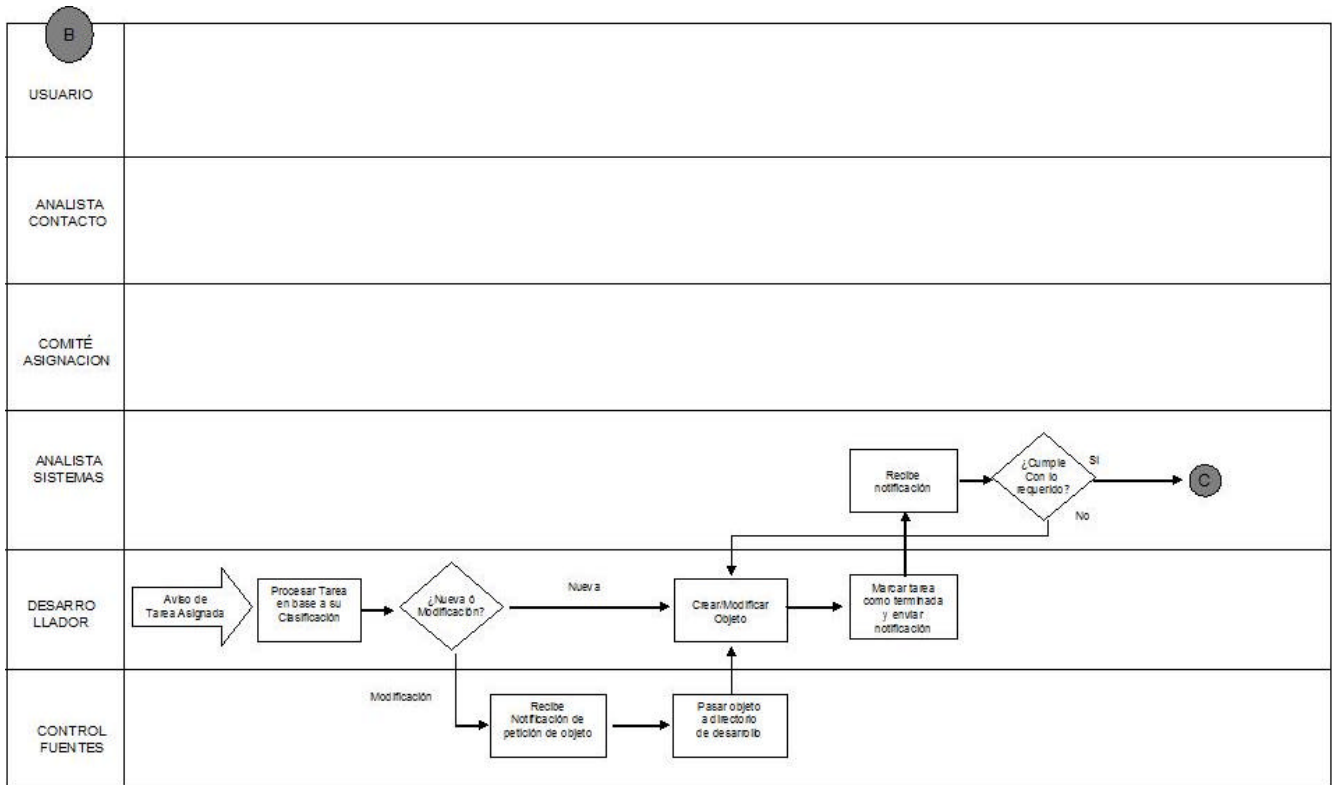 B
USUARIO
ANALISTA
CONTACTO
COMITÉ
ASIGNACION
ANALISTA
SISTEMAS
Recibe
notificación
¿Cumple
Con lo
requerido?
Si
No
C
DESARRO
LLADOR
Aviso de
Tarea Asignada
Procesar Tarea
en base a su
Clasificación
¿Nueva ó
Modificación?
Nueva
Crear/Modificar
Objeto
Marcar tarea
como terminada
y enviar
notificación
CONTROL
FUENTES
Modificación
Recibe
Notificación de
petición de objeto
Pasar objeto
a directorio
de desarrollo